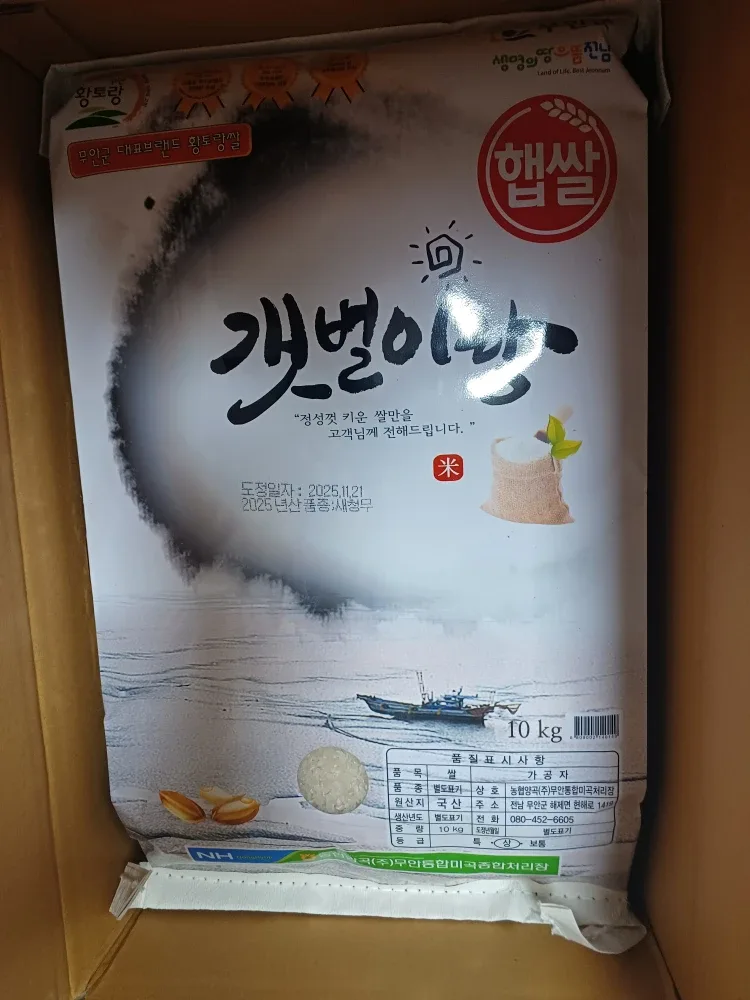 황토랑
생명의땅 으뜸전남
Land of Life, Best Jeonnam
무안군 대표브랜드 황토랑쌀
햅쌀
갯벌이랑
"정성껏 키운 쌀만을
고객님께 전해드립니다."
米
도정일자 : 2025.11.21
2025년산 품종:새청무
10 kg
품질표시사항
품 목 쌀 가 공 자
품 종 별도표기 상 호 농협양곡(주)무안통합미곡처리장
원산지 국 산 주 소 전남 무안군 해제면 현해로
생산년도 별도표기 전 화 080-452-6605
중 량 10 kg 도정연월일 별도표기
등 급 특 상 보통
NH 농협양곡(주)무안통합미곡종합처리장